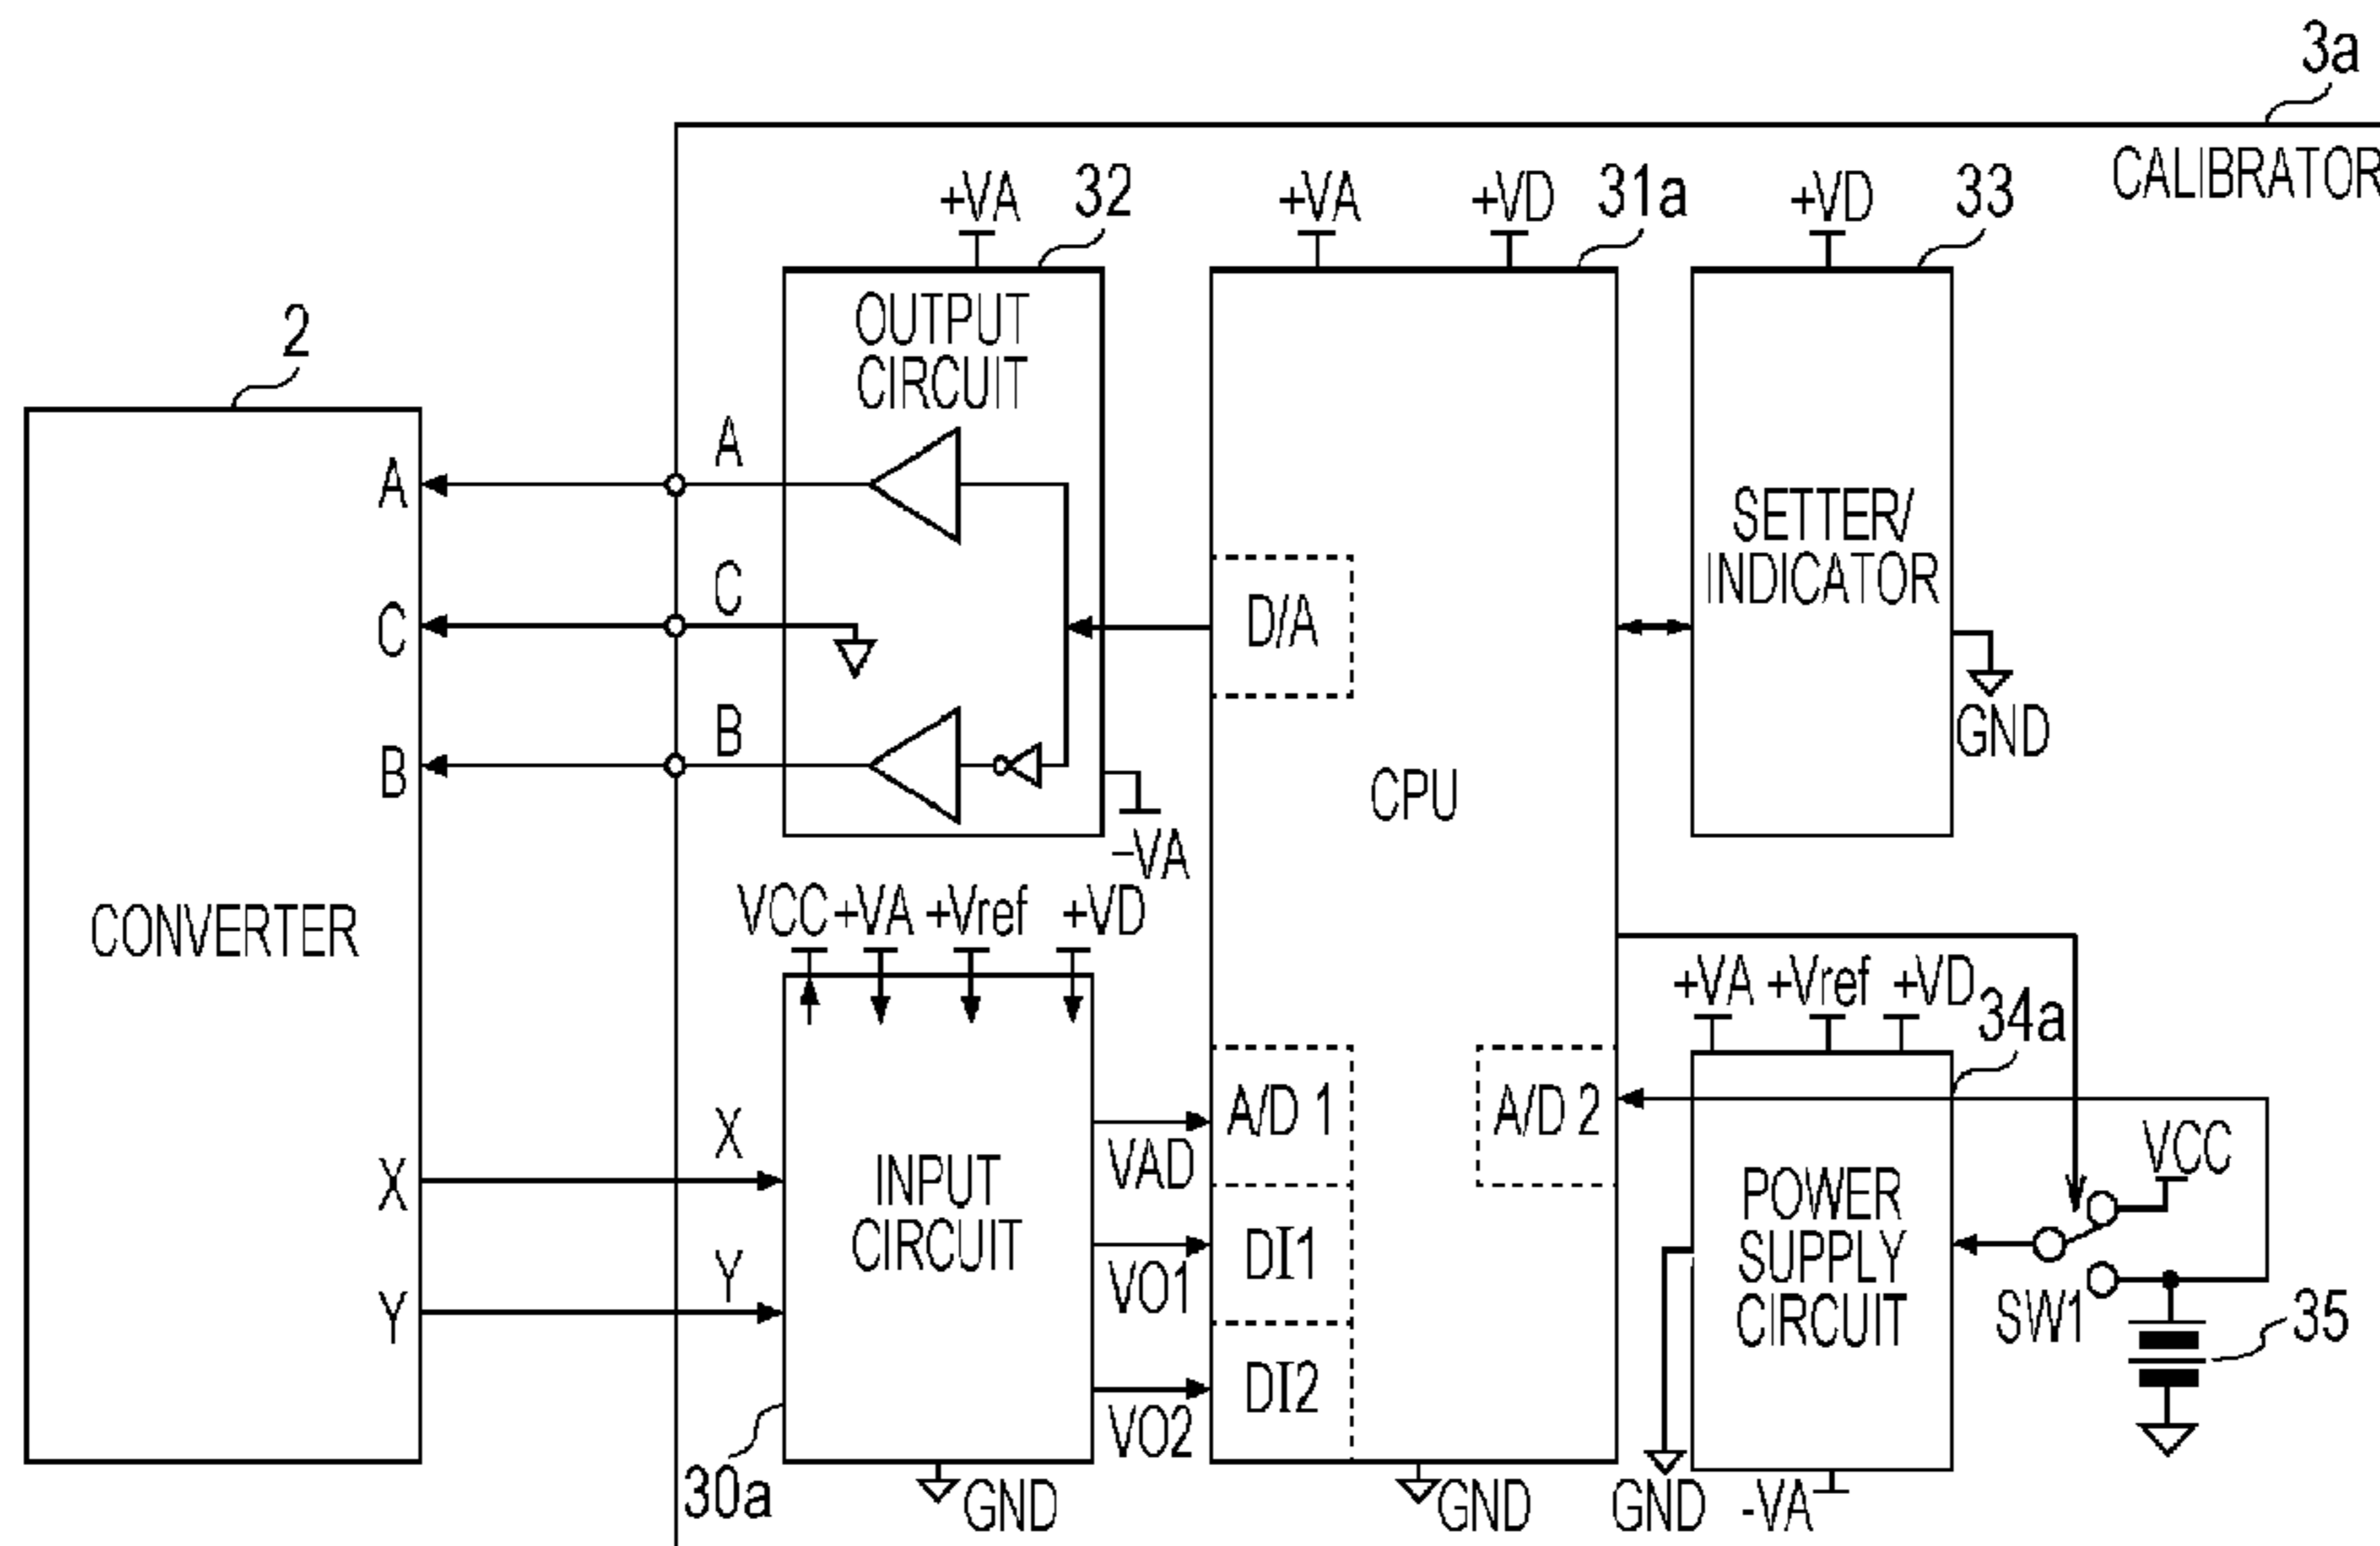 3a
CALIBRATOR
+VA
32
+VA
+VD
31a
+VD
33
2
OUTPUT
CIRCUIT
A
A
C
C
B
B
D/A
SETTER/
INDICATOR
GND
CPU
-VA
CONVERTER
VCC +VA +Vref +VD
+VA +Vref +VD
34a
X
X
Y
Y
INPUT
CIRCUIT
VAD
VO1
VO2
A/D 1
DI1
DI2
A/D 2
POWER
SUPPLY
CIRCUIT
VCC
SW1
35
30a
GND
GND
GND
-VA